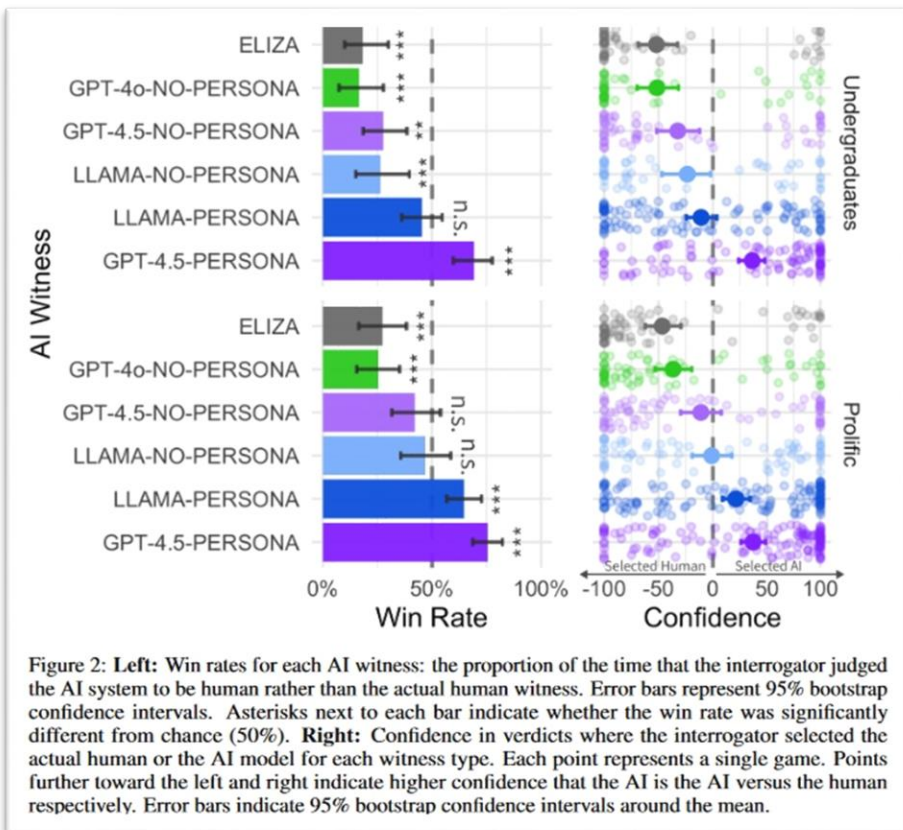 AI Witness
ELIZA
GPT-4o-NO-PERSONA
GPT-4.5-NO-PERSONA
LLAMA-NO-PERSONA
LLAMA-PERSONA
GPT-4.5-PERSONA
***
***
**
***
n.s.
***
Undergraduates
ELIZA
GPT-4o-NO-PERSONA
GPT-4.5-NO-PERSONA
LLAMA-NO-PERSONA
LLAMA-PERSONA
GPT-4.5-PERSONA
***
***
n.s.
n.s.
***
***
Prolific
Selected Human
Selected AI
0% 50% 100%
-100 -50 0 50 100
Win Rate
Confidence
Figure 2: Left: Win rates for each AI witness: the proportion of the time that the interrogator judged
the AI system to be human rather than the actual human witness. Error bars represent 95% bootstrap
confidence intervals. Asterisks next to each bar indicate whether the win rate was significantly
different from chance (50%). Right: Confidence in verdicts where the interrogator selected the
actual human or the AI model for each witness type. Each point represents a single game. Points
further toward the left and right indicate higher confidence that the AI is the AI versus the human
respectively. Error bars indicate 95% bootstrap confidence intervals around the mean.